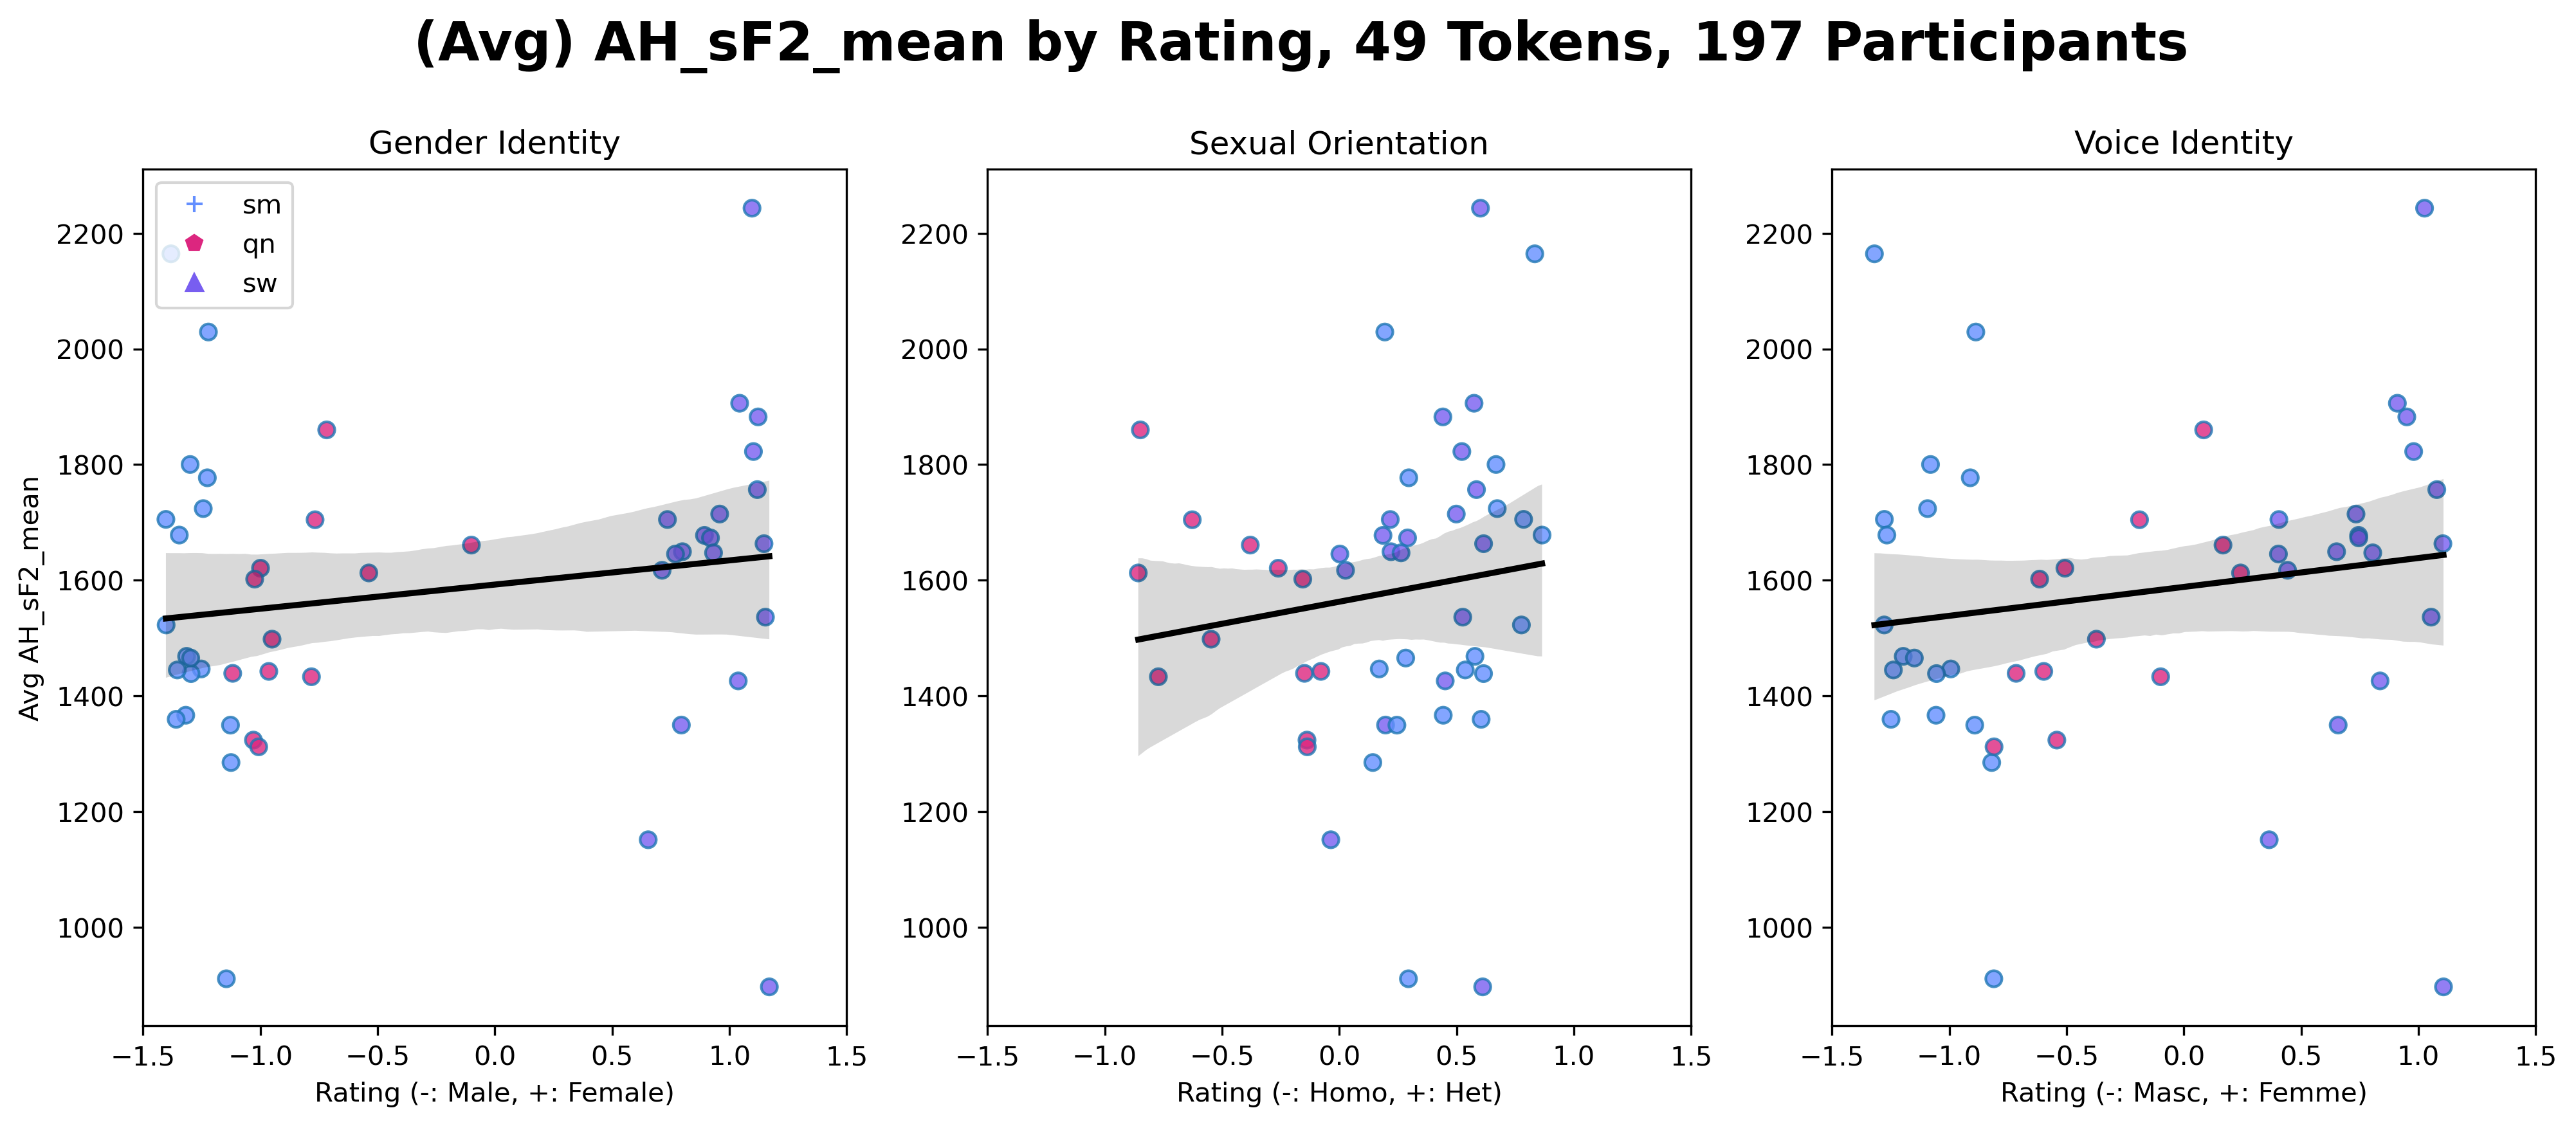 (Avg) AH_sF2_mean by Rating, 49 Tokens, 197 Participants
Gender Identity
Sexual Orientation
Voice Identity
sm
qn
sw
Avg AH_sF2_mean
2200
2000
1800
1600
1400
1200
1000
−1.5 −1.0 −0.5 0.0 0.5 1.0 1.5
Rating (-: Male, +: Female)
2200
2000
1800
1600
1400
1200
1000
−1.5 −1.0 −0.5 0.0 0.5 1.0 1.5
Rating (-: Homo, +: Het)
2200
2000
1800
1600
1400
1200
1000
−1.5 −1.0 −0.5 0.0 0.5 1.0 1.5
Rating (-: Masc, +: Femme)